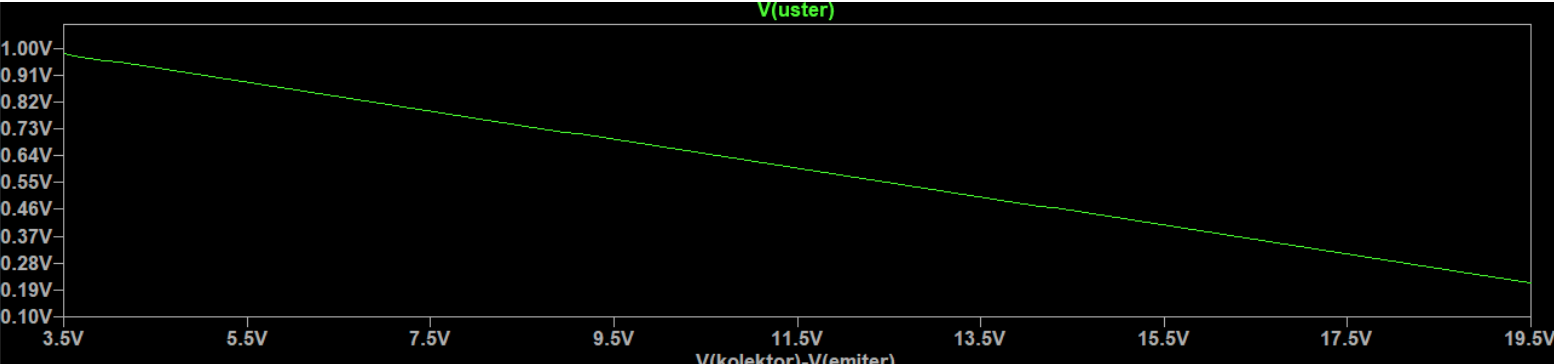 V(uster)
1.00V
0.91V
0.82V
0.73V
0.64V
0.55V
0.46V
0.37V
0.28V
0.19V
0.10V
3.5V 5.5V 7.5V 9.5V 11.5V 13.5V 15.5V 17.5V 19.5V
V(kolektor)-V(emiter)